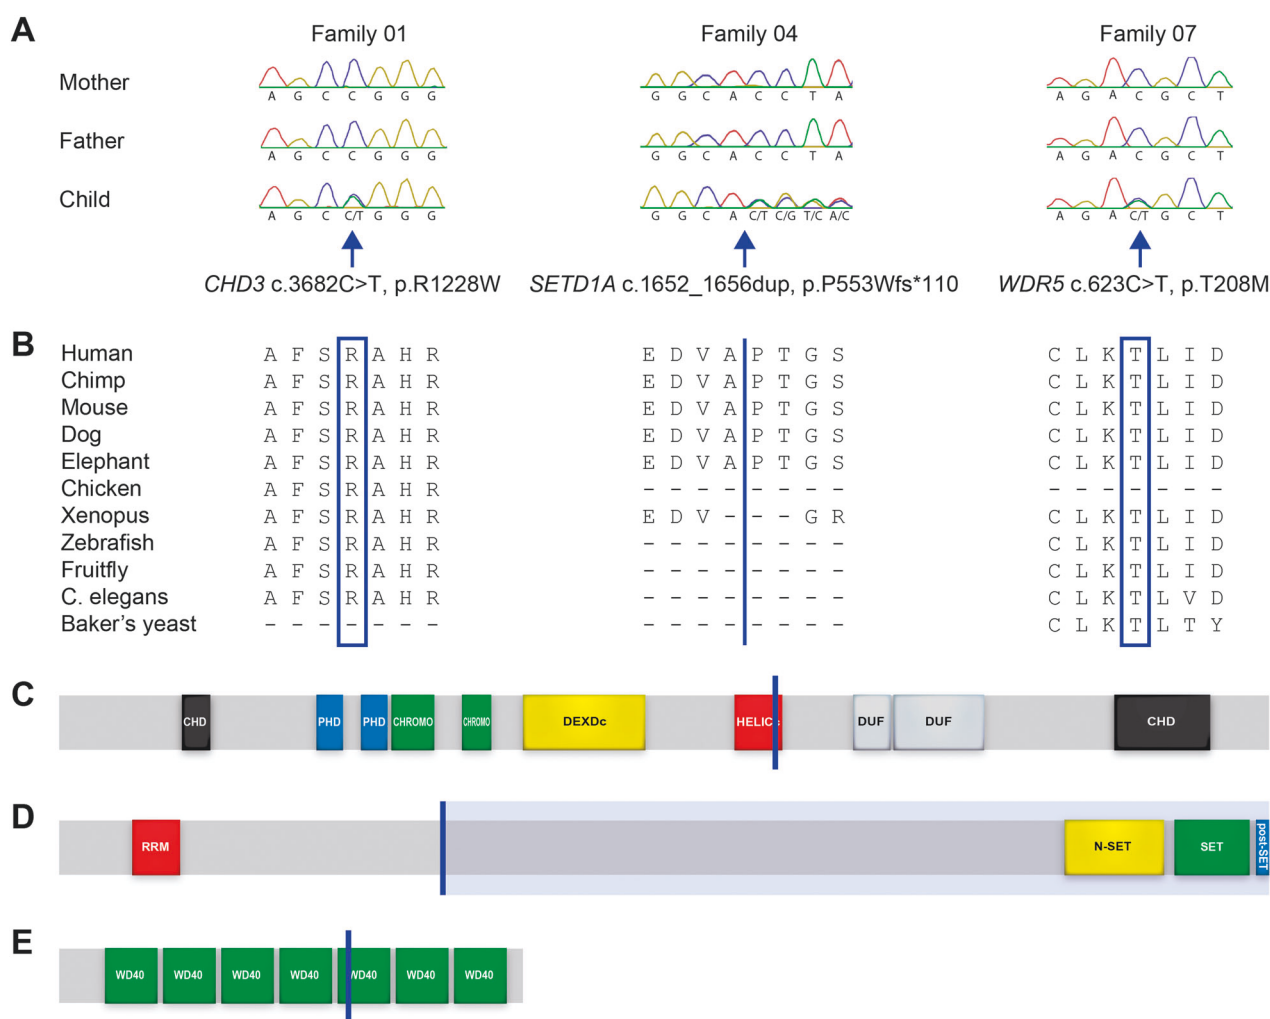 A
Family 01 Family 04 Family 07
Mother
A G C C G G G G G C A C C T A A G A C G C T
Father
A G C C G G G G G C A C C T A A G A C G C T
Child
A G C C/T G G G G G C A C/T C/G T/C A/C A G A C/T G C T
CHD3 c.3682C>T, p.R1228W SETD1A c.1652_1656dup, p.P553Wfs*110 WDR5 c.623C>T, p.T208M
B
Human A F S R A H R E D V A P T G S C L K T L I D
Chimp A F S R A H R E D V A P T G S C L K T L I D
Mouse A F S R A H R E D V A P T G S C L K T L I D
Dog A F S R A H R E D V A P T G S C L K T L I D
Elephant A F S R A H R E D V A P T G S C L K T L I D
Chicken A F S R A H R - - - - - - - - - - - - - - -
Xenopus A F S R A H R E D V - - - G R C L K T L I D
Zebrafish A F S R A H R - - - - - - - - C L K T L I D
Fruitfly A F S R A H R - - - - - - - - C L K T L I D
C. elegans A F S R A H R - - - - - - - - C L K T L V D
Baker's yeast - - - - - - - - - - - - - - - C L K T L T Y
C
CHD PHD PHD CHROMO CHROMO DEXDc HELICc DUF DUF CHD
D
RRM N-SET SET post-SET
E
WD40 WD40 WD40 WD40 WD40 WD40 WD40